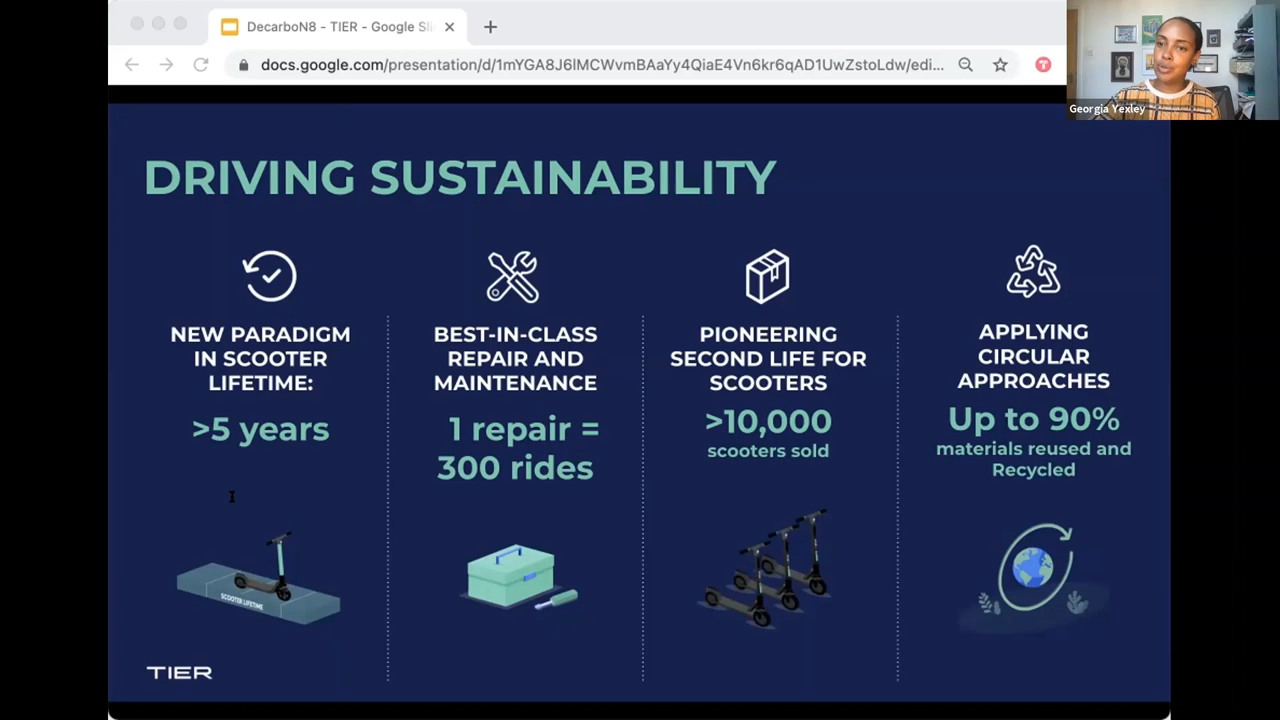 DecarboN8 - TIER - Google Sli
docs.google.com/presentation/d/1mYGA8J6lMCWvmBAaYy4QiaE4Vn6kr6qAD1UwZstoLdw/edi...
Georgia Yexley
DRIVING SUSTAINABILITY
NEW PARADIGM
IN SCOOTER
LIFETIME:
>5 years
SCOOTER LIFETIME
BEST-IN-CLASS
REPAIR AND
MAINTENANCE
1 repair =
300 rides
PIONEERING
SECOND LIFE FOR
SCOOTERS
>10,000
scooters sold
APPLYING
CIRCULAR
APPROACHES
Up to 90%
materials reused and
Recycled
TIER